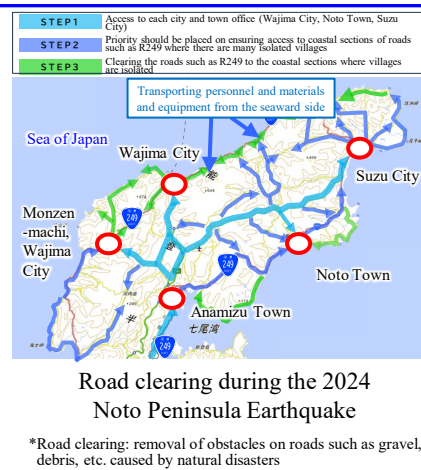 STEP1 Access to each city and town office (Wajima City, Noto Town, Suzu
City)
STEP2 Priority should be placed on ensuring access to coastal sections of roads
such as R249 where there are many isolated villages
STEP3 Clearing the roads such as R249 to the coastal sections where villages
are isolated
Transporting personnel and materials
and equipment from the seaward side
Sea of Japan
Wajima City
Suzu City
能
Monzen
-machi,
Wajima
City
249
登
249
Noto Town
Anamizu Town
半
七尾湾
249
Road clearing during the 2024
Noto Peninsula Earthquake
*Road clearing: removal of obstacles on roads such as gravel,
debris, etc. caused by natural disasters